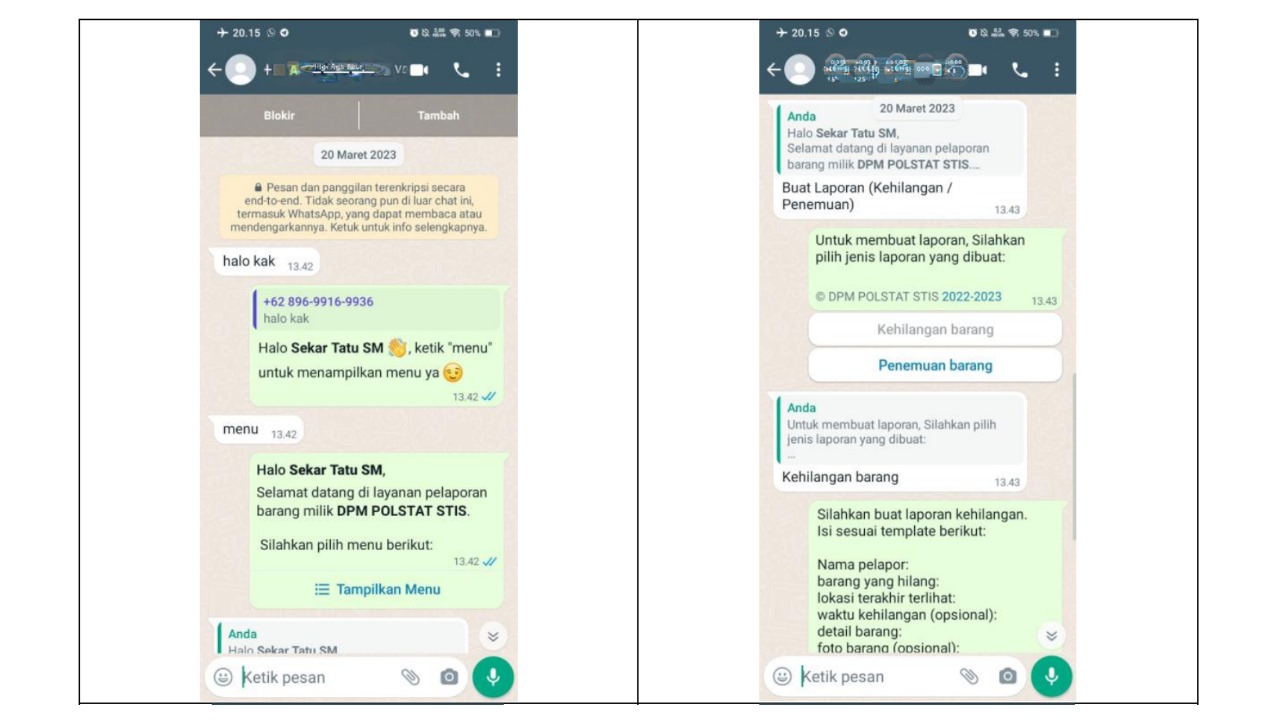 20.15
50%
Blokir
Tambah
20 Maret 2023
Pesan dan panggilan terenkripsi secara
end-to-end. Tidak seorang pun di luar chat ini,
termasuk WhatsApp, yang dapat membaca atau
mendengarkannya. Ketuk untuk info selengkapnya.
halo kak 13.42
+62 896-9916-9936
halo kak
Halo Sekar Tatu SM 👋, ketik "menu"
untuk menampilkan menu ya 😉
13.42
menu 13.42
Halo Sekar Tatu SM,
Selamat datang di layanan pelaporan
barang milik DPM POLSTAT STIS.
Silahkan pilih menu berikut:
13.42
Tampilkan Menu
Anda
Halo Sekar Tatu SM
Ketik pesan
20.15
50%
20 Maret 2023
Anda
Halo Sekar Tatu SM,
Selamat datang di layanan pelaporan
barang milik DPM POLSTAT STIS....
Buat Laporan (Kehilangan /
Penemuan) 13.43
Untuk membuat laporan, Silahkan
pilih jenis laporan yang dibuat:
© DPM POLSTAT STIS 2022-2023 13.43
Kehilangan barang
Penemuan barang
Anda
Untuk membuat laporan, Silahkan pilih
jenis laporan yang dibuat:
...
Kehilangan barang 13.43
Silahkan buat laporan kehilangan.
Isi sesuai template berikut:
Nama pelapor:
barang yang hilang:
lokasi terakhir terlihat:
waktu kehilangan (opsional):
detail barang:
foto barang (opsional):
Ketik pesan